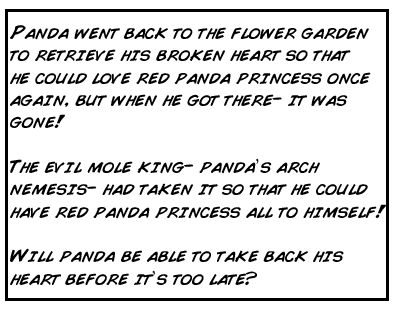 Panda went back to the flower garden
to retrieve his broken heart so that
he could love red panda princess once
again, but when he got there- it was
gone!
The evil mole king- panda's arch
nemesis- had taken it so that he could
have red panda princess all to himself!
Will panda be able to take back his
heart before it's too late?